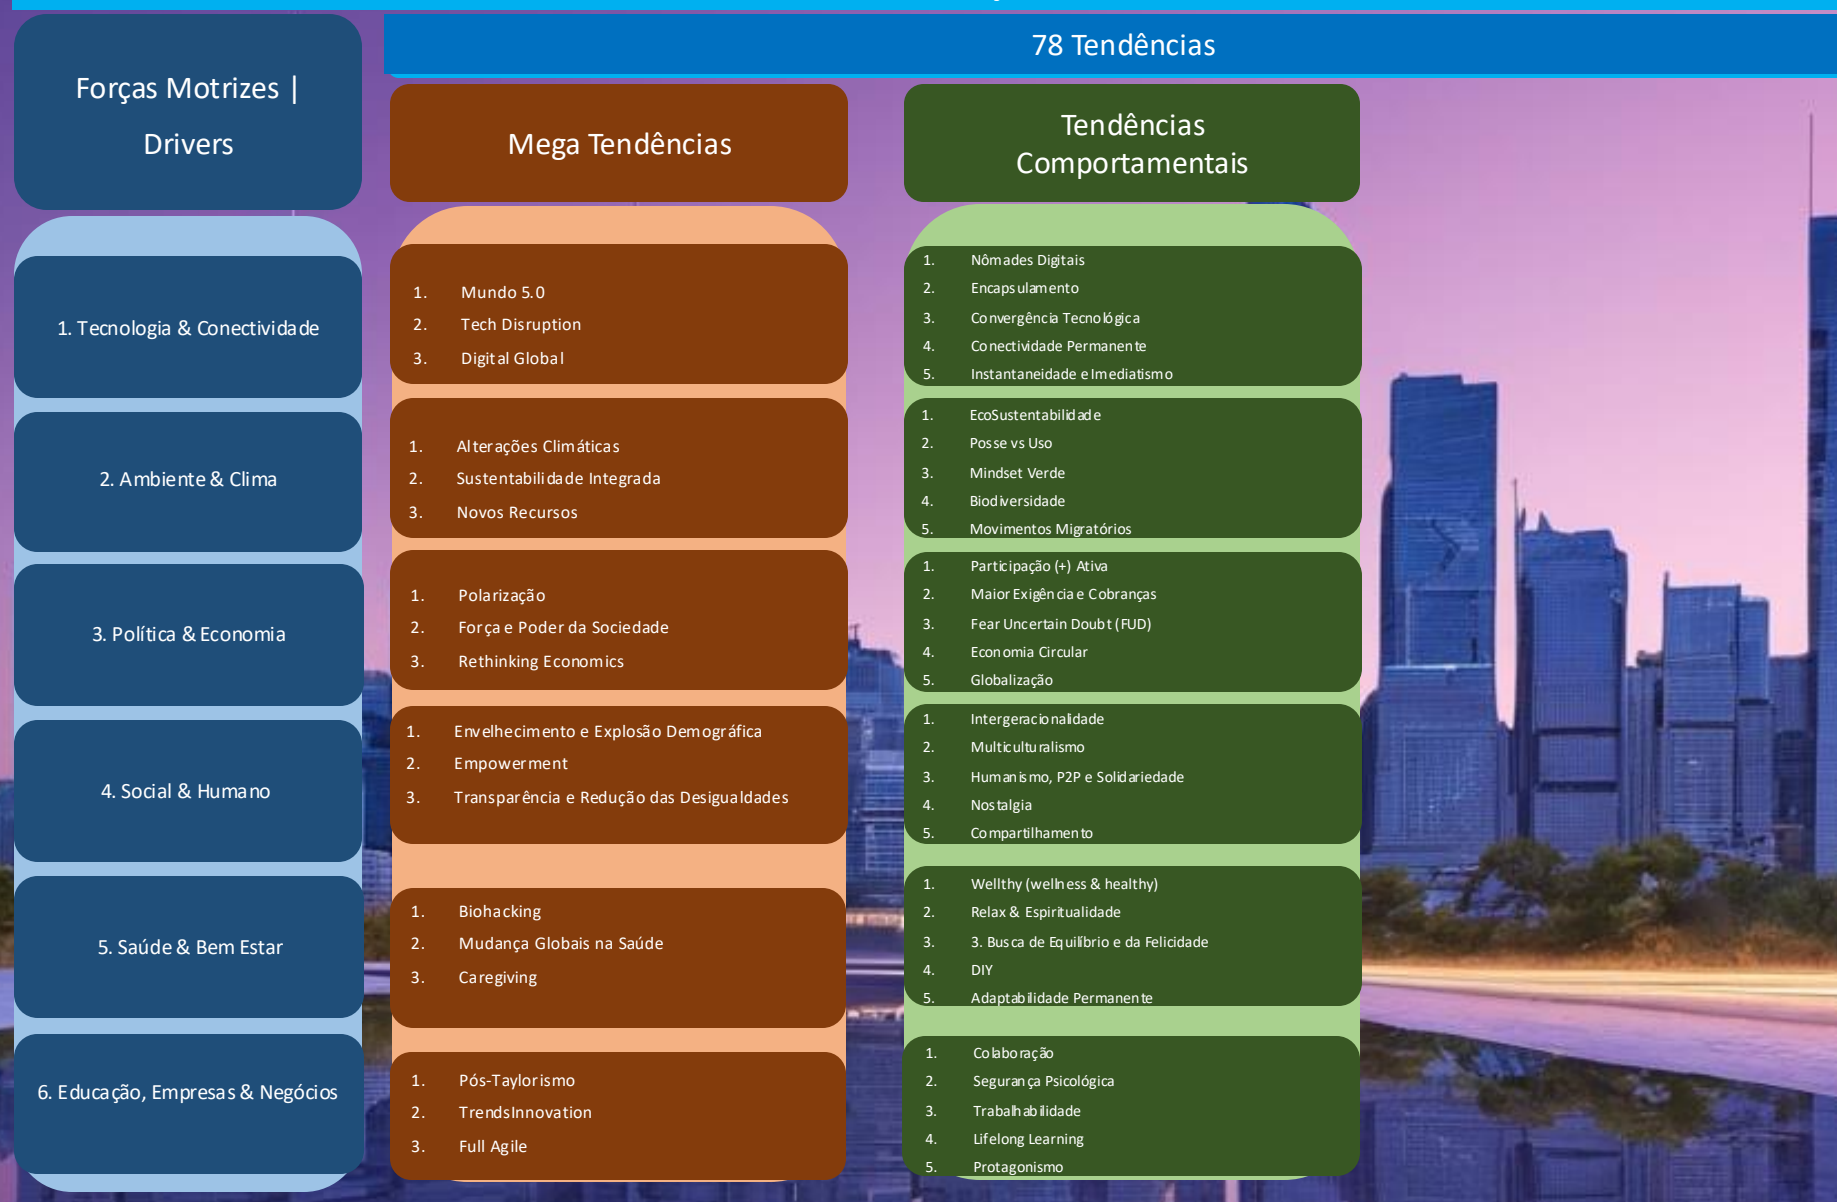 78 Tendências
Forças Motrizes |
Drivers
Mega Tendências
Tendências
Comportamentais
1. Tecnologia & Conectividade
1. Mundo 5.0
2. Tech Disruption
3. Digital Global
1. Nômades Digitais
2. Encapsulamento
3. Convergência Tecnológica
4. Conectividade Permanente
5. Instantaneidade e Imediatismo
2. Ambiente & Clima
1. Alterações Climáticas
2. Sustentabilidade Integrada
3. Novos Recursos
1. EcoSustentabilidade
2. Posse vs Uso
3. Mindset Verde
4. Biodiversidade
5. Movimentos Migratórios
3. Política & Economia
1. Polarização
2. Força e Poder da Sociedade
3. Rethinking Economics
1. Participação (+) Ativa
2. Maior Exigência e Cobranças
3. Fear Uncertain Doubt (FUD)
4. Economia Circular
5. Globalização
4. Social & Humano
1. Envelhecimento e Explosão Demográfica
2. Empowerment
3. Transparência e Redução das Desigualdades
1. Intergeracionalidade
2. Multiculturalismo
3. Humanismo, P2P e Solidariedade
4. Nostalgia
5. Compartilhamento
5. Saúde & Bem Estar
1. Biohacking
2. Mudança Globais na Saúde
3. Caregiving
1. Wellthy (wellness & healthy)
2. Relax & Espiritualidade
3. 3. Busca de Equilíbrio e da Felicidade
4. DIY
5. Adaptabilidade Permanente
6. Educação, Empresas & Negócios
1. Pós-Taylorismo
2. TrendsInnovation
3. Full Agile
1. Colaboração
2. Segurança Psicológica
3. Trabalhabilidade
4. Lifelong Learning
5. Protagonismo